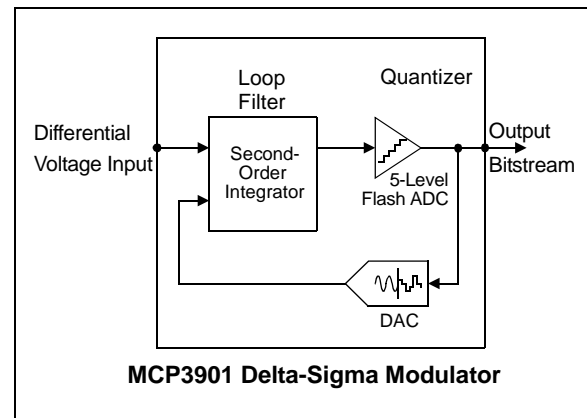 Loop
Filter
Quantizer
Differential
Voltage Input
Second-
Order
Integrator
5-Level
Flash ADC
Output
Bitstream
DAC
MCP3901 Delta-Sigma Modulator